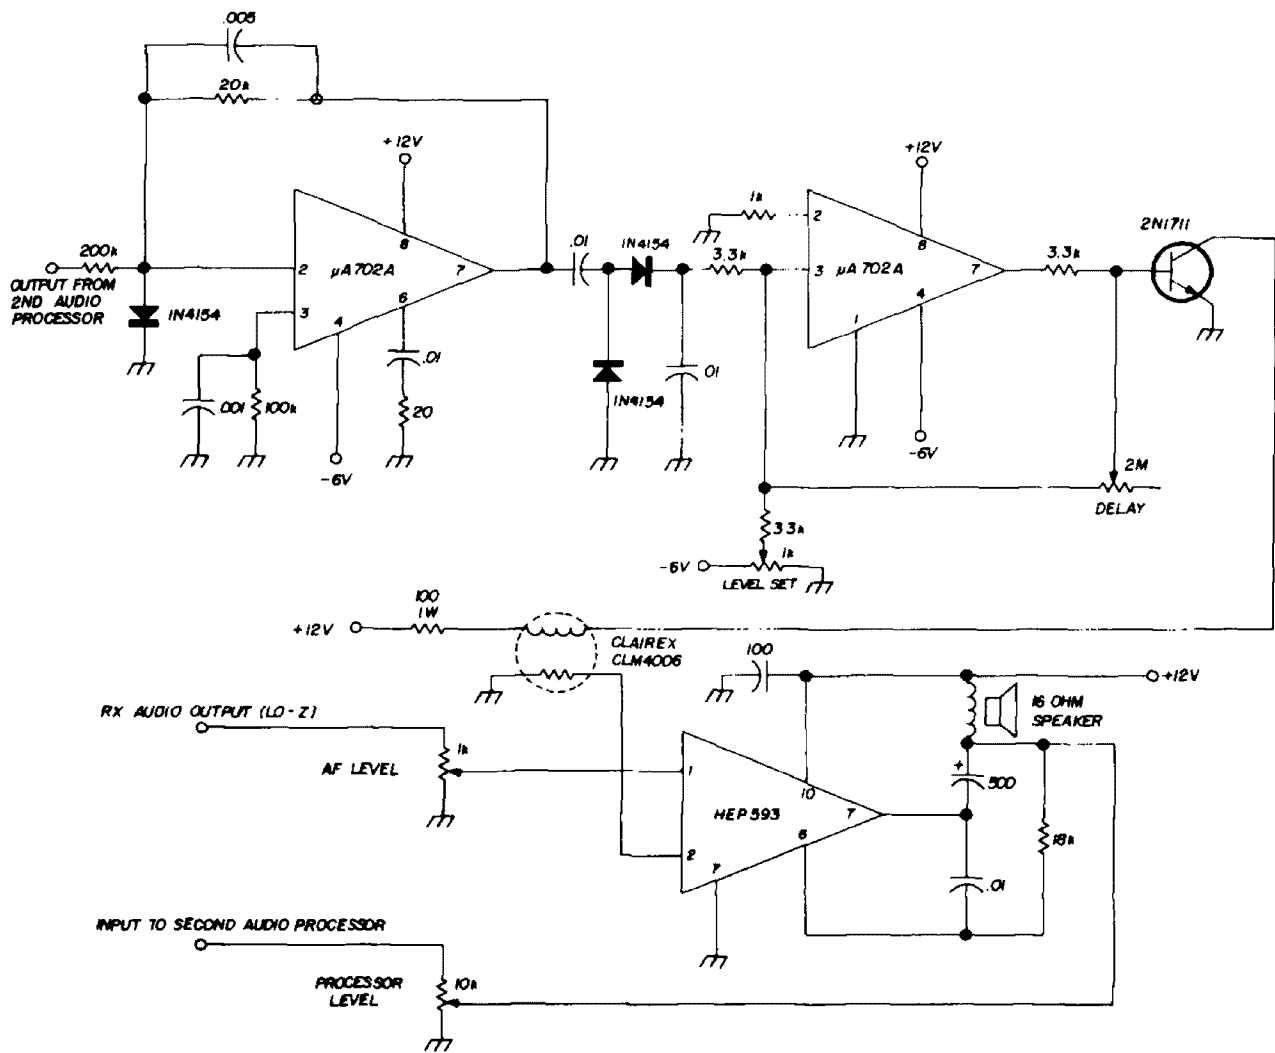 .005
20k
+12V
200k
2
μA702A
7
8
6
3
4
OUTPUT FROM
2ND AUDIO
PROCESSOR
1N4154
.001
100k
-6V
.01
20
.01
1N4154
1N4154
.01
3.3k
1k
+12V
2
3
μA702A
8
7
4
1
-6V
3.3k
2N1711
2M
DELAY
3.3k
1k
-6V
LEVEL SET
+12V
100
1W
CLAIREX
CLM4006
100
+12V
16 OHM
SPEAKER
RX AUDIO OUTPUT (LO-Z)
1k
AF LEVEL
1
2
HEP593
10
7
6
7
+
500
18k
.01
INPUT TO SECOND AUDIO PROCESSOR
PROCESSOR
LEVEL
10k